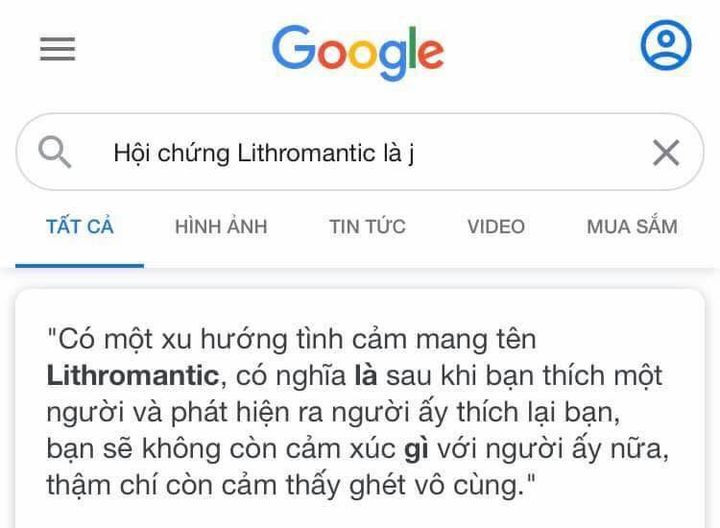 Google
Hội chứng Lithromantic là j
TẤT CẢ HÌNH ẢNH TIN TỨC VIDEO MUA SẮM
"Có một xu hướng tình cảm mang tên
Lithromantic, có nghĩa là sau khi bạn thích một
người và phát hiện ra người ấy thích lại bạn,
bạn sẽ không còn cảm xúc gì với người ấy nữa,
thậm chí còn cảm thấy ghét vô cùng."